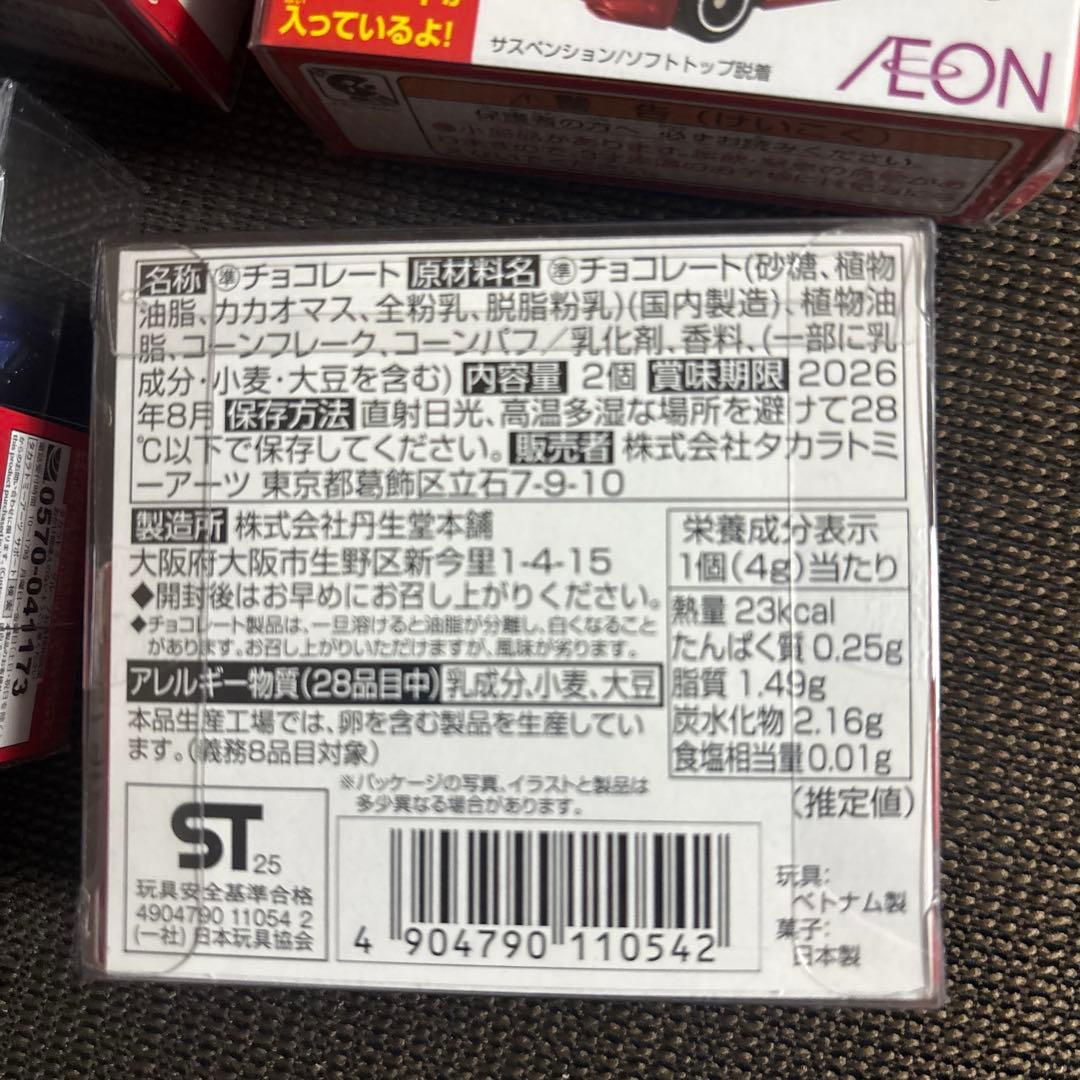 入っているよ!
サスペンション/ソフトトップ脱着
ÆON
警告(けいこく)
保護者の方へ 必ずお読みください。
名称 準チョコレート 原材料名 準チョコレート(砂糖、植物
油脂、カカオマス、全粉乳、脱脂粉乳)(国内製造)、植物油
脂、コーンフレーク、コーンパフ/乳化剤、香料、(一部に乳
成分・小麦・大豆を含む) 内容量 2個 賞味期限 2026
年8月 保存方法 直射日光、高温多湿な場所を避けて28
℃以下で保存してください。 販売者 株式会社タカラトミ
ーアーツ 東京都葛飾区立石7-9-10
製造所 株式会社丹生堂本舗
大阪府大阪市生野区新今里1-4-15
◆開封後はお早めにお召し上がりください。
◆チョコレート製品は、一旦溶けると油脂が分離し、白くなること
があります。お召し上がりいただけますが、風味が劣ります。
アレルギー物質(28品目中) 乳成分、小麦、大豆
本品生産工場では、卵を含む製品を生産してい
ます。(義務8品目対象)
栄養成分表示
1個(4g)当たり
熱量 23kcal
たんぱく質 0.25g
脂質 1.49g
炭水化物 2.16g
食塩相当量 0.01g
(推定値)
※パッケージの写真、イラストと製品は
多少異なる場合があります。
ST 25
玩具安全基準合格
4904790 11054 2
(一社)日本玩具協会
4 904790 110542
玩具:
ベトナム製
菓子:
日本製
0570-041173